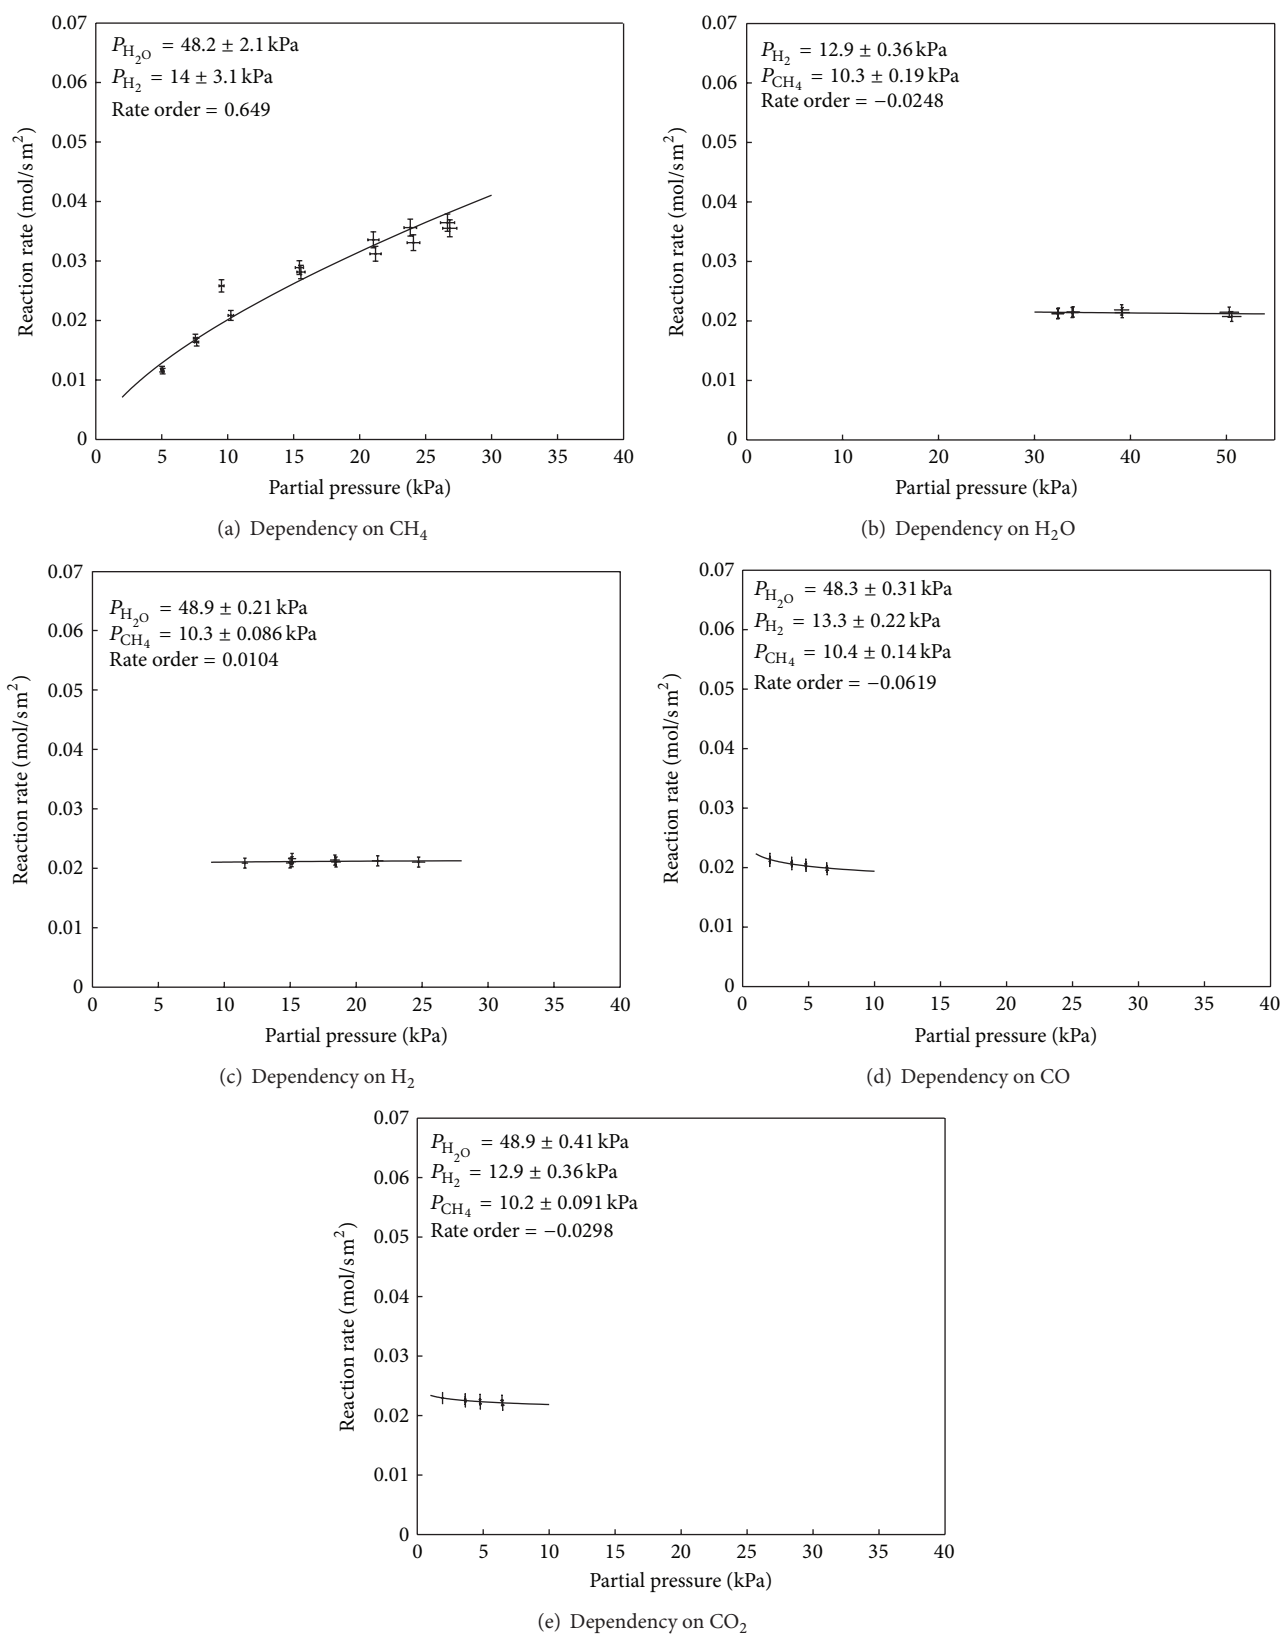 0.07
0.06
0.05
0.04
0.03
0.02
0.01
0
Reaction rate (mol/s m²)
P_H₂O = 48.2 ± 2.1 kPa
P_H₂ = 14 ± 3.1 kPa
Rate order = 0.649
0 5 10 15 20 25 30 35 40
Partial pressure (kPa)
(a) Dependency on CH₄
0.07
0.06
0.05
0.04
0.03
0.02
0.01
0
Reaction rate (mol/s m²)
P_H₂ = 12.9 ± 0.36 kPa
P_CH₄ = 10.3 ± 0.19 kPa
Rate order = −0.0248
0 10 20 30 40 50
Partial pressure (kPa)
(b) Dependency on H₂O
0.07
0.06
0.05
0.04
0.03
0.02
0.01
0
Reaction rate (mol/s m²)
P_H₂O = 48.9 ± 0.21 kPa
P_CH₄ = 10.3 ± 0.086 kPa
Rate order = 0.0104
0 5 10 15 20 25 30 35 40
Partial pressure (kPa)
(c) Dependency on H₂
0.07
0.06
0.05
0.04
0.03
0.02
0.01
0
Reaction rate (mol/s m²)
P_H₂O = 48.3 ± 0.31 kPa
P_H₂ = 13.3 ± 0.22 kPa
P_CH₄ = 10.4 ± 0.14 kPa
Rate order = −0.0619
0 5 10 15 20 25 30 35 40
Partial pressure (kPa)
(d) Dependency on CO
0.07
0.06
0.05
0.04
0.03
0.02
0.01
0
Reaction rate (mol/s m²)
P_H₂O = 48.9 ± 0.41 kPa
P_H₂ = 12.9 ± 0.36 kPa
P_CH₄ = 10.2 ± 0.091 kPa
Rate order = −0.0298
0 5 10 15 20 25 30 35 40
Partial pressure (kPa)
(e) Dependency on CO₂